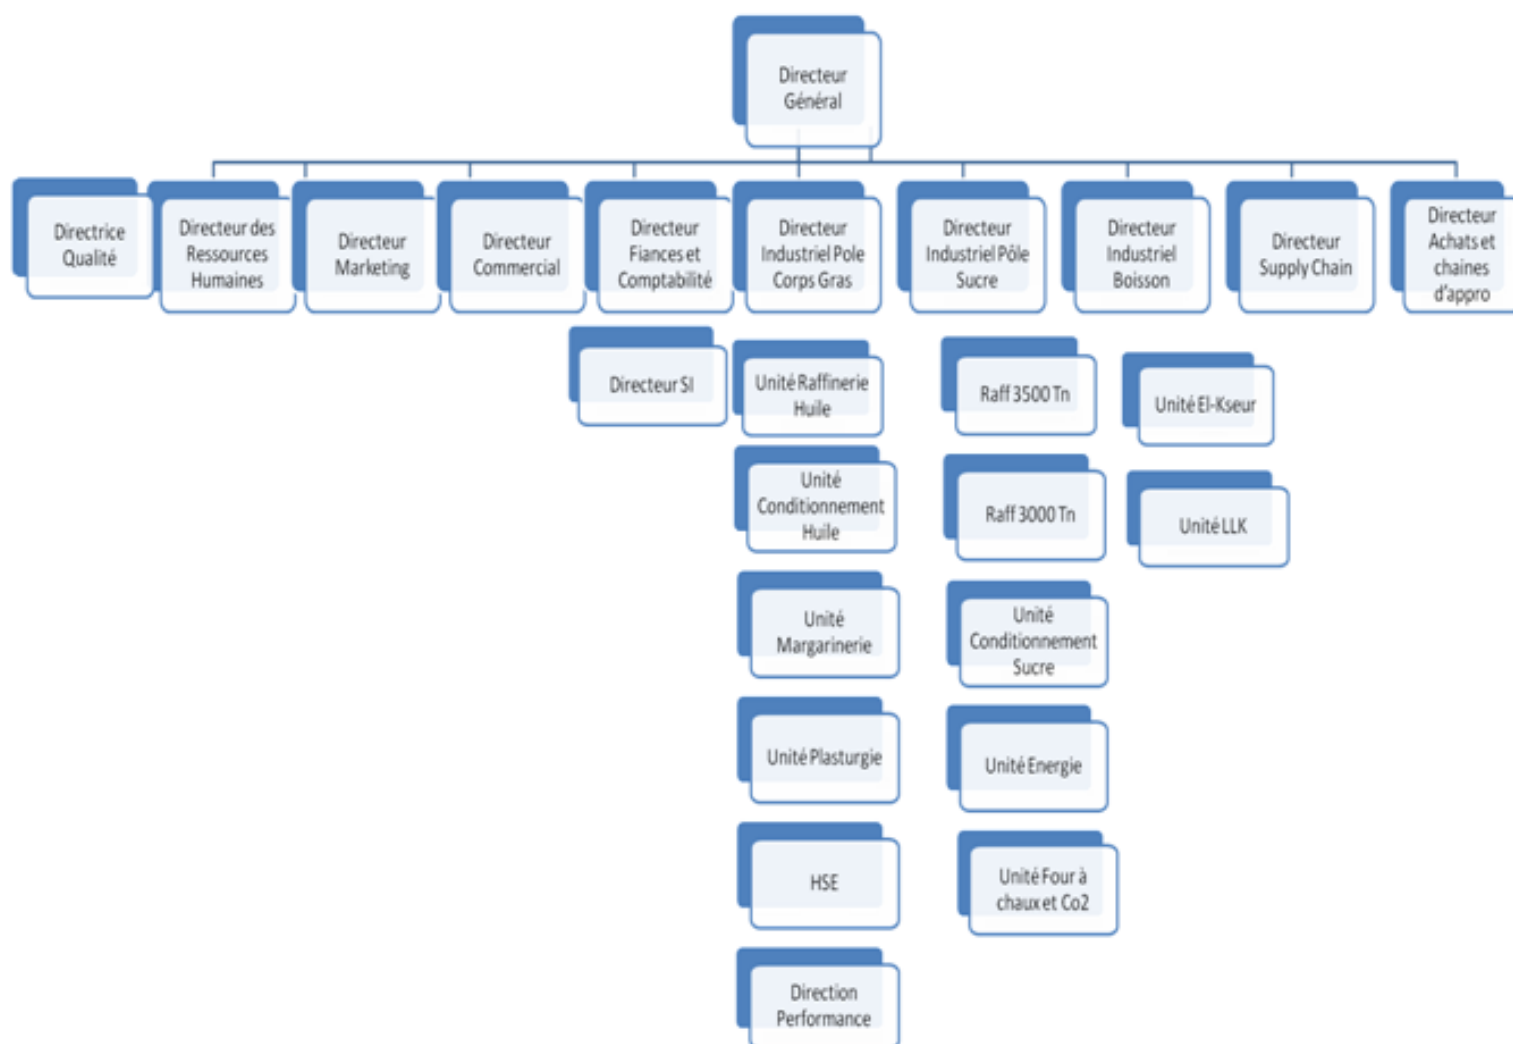 Directeur
Général
Directrice
Qualité
Directeur des
Ressources
Humaines
Directeur
Marketing
Directeur
Commercial
Directeur
Fiances et
Comptabilité
Directeur
Industriel Pole
Corps Gras
Directeur
Industriel Pôle
Sucre
Directeur
Industriel
Boisson
Directeur
Supply Chain
Directeur
Achats et
chaines
d'appro
Directeur SI
Unité Raffinerie
Huile
Raff 3500 Tn
Unité El-Kseur
Unité
Conditionnement
Huile
Raff 3000 Tn
Unité LLK
Unité
Margarinerie
Unité
Conditionnement
Sucre
Unité Plasturgie
Unité Energie
HSE
Unité Four à
chaux et Co2
Direction
Performance